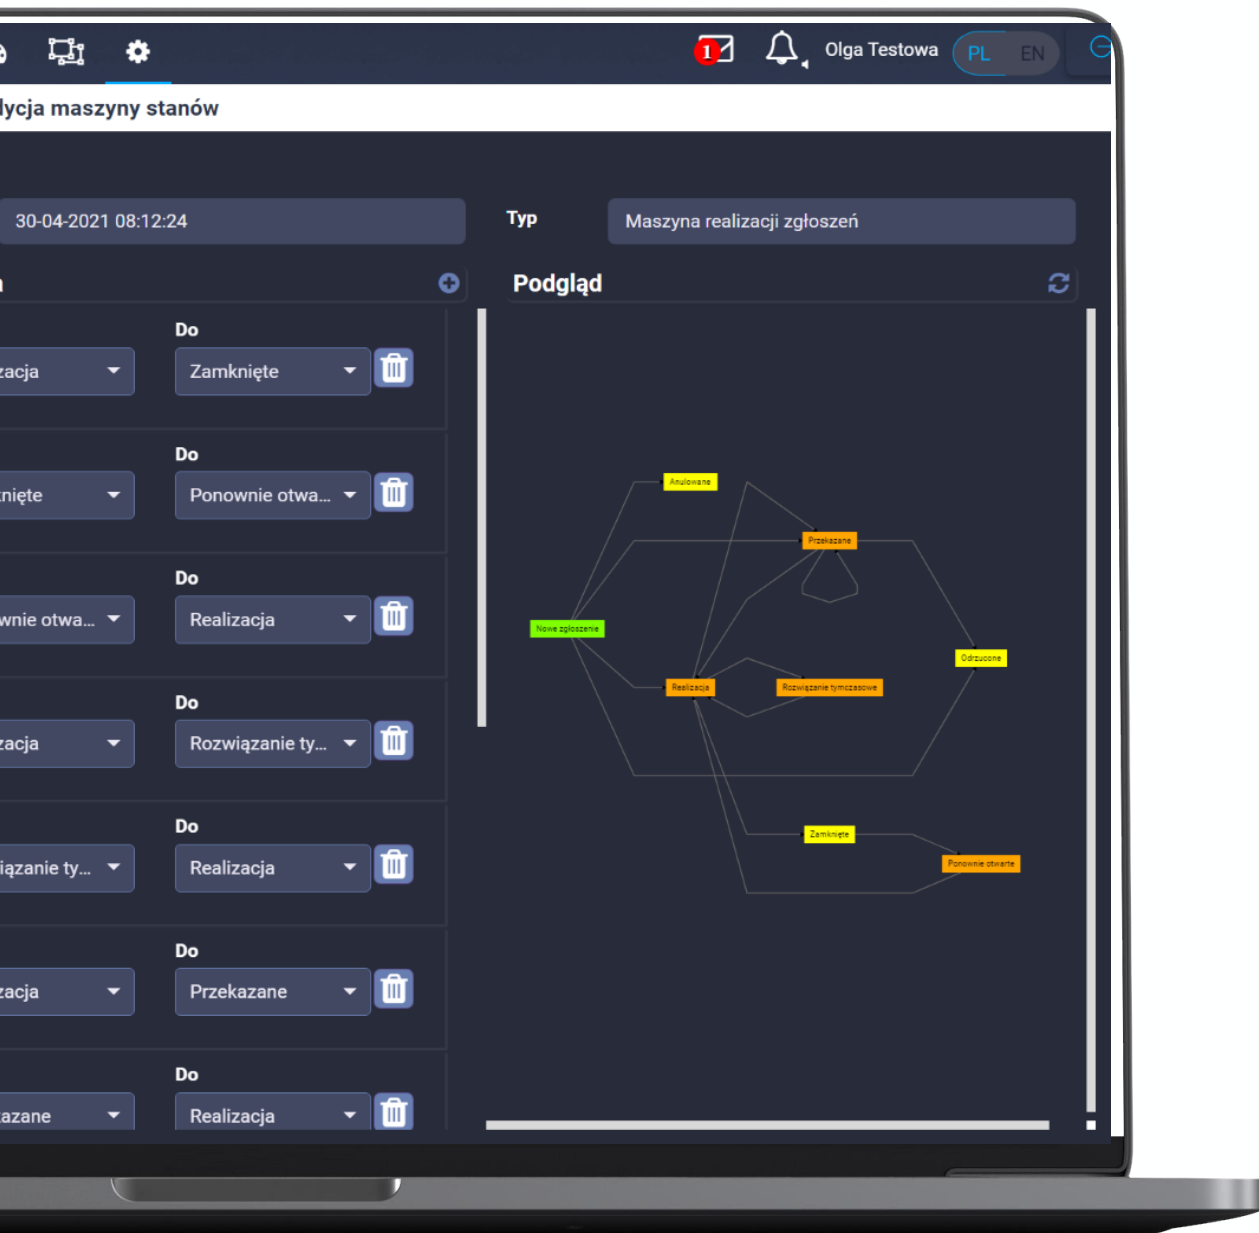 1
Olga Testowa
PL
EN
dycja maszyny stanów
30-04-2021 08:12:24
Typ
Maszyna realizacji zgłoszeń
Podgląd
Do
zacja
Zamknięte
Do
nięte
Ponownie otwa...
Do
wnie otwa...
Realizacja
Do
zacja
Rozwiązanie ty...
Do
iązanie ty...
Realizacja
Do
zacja
Przekazane
Do
azane
Realizacja
Anulowane
Przekazane
Nowe zgłoszenie
Odrzucone
Realizacja
Rozwiązanie tymczasowe
Zamknięte
Ponownie otwarte